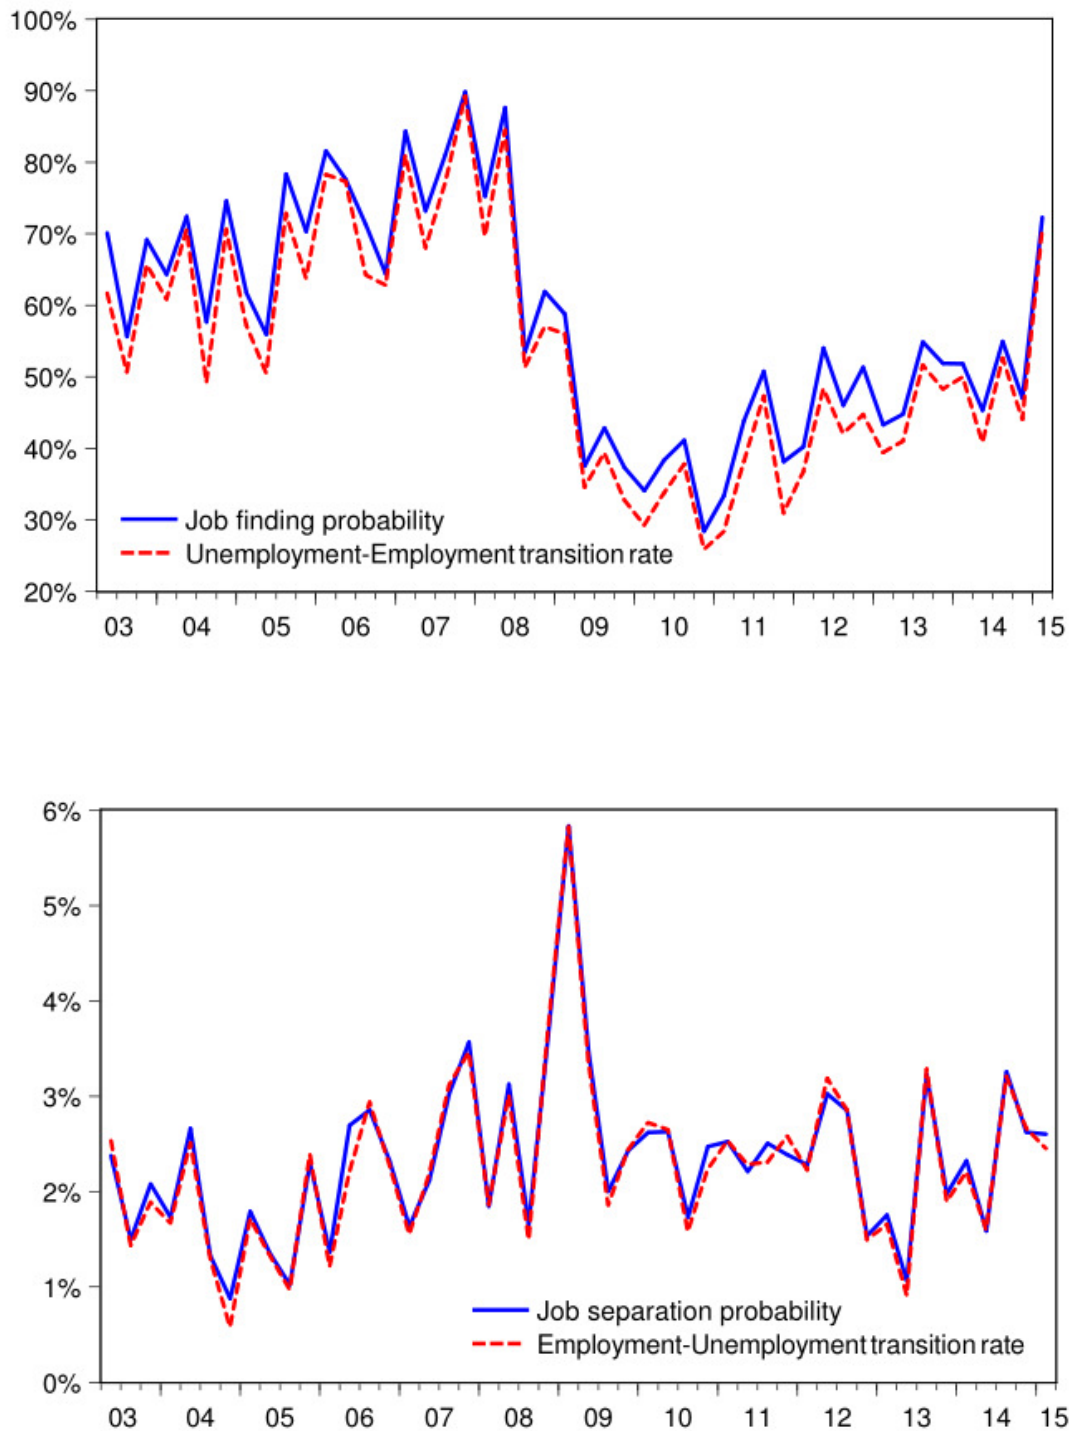 100%
90%
80%
70%
60%
50%
40%
30%
20%
Job finding probability
Unemployment-Employment transition rate
03 04 05 06 07 08 09 10 11 12 13 14 15
6%
5%
4%
3%
2%
1%
0%
Job separation probability
Employment-Unemployment transition rate
03 04 05 06 07 08 09 10 11 12 13 14 15